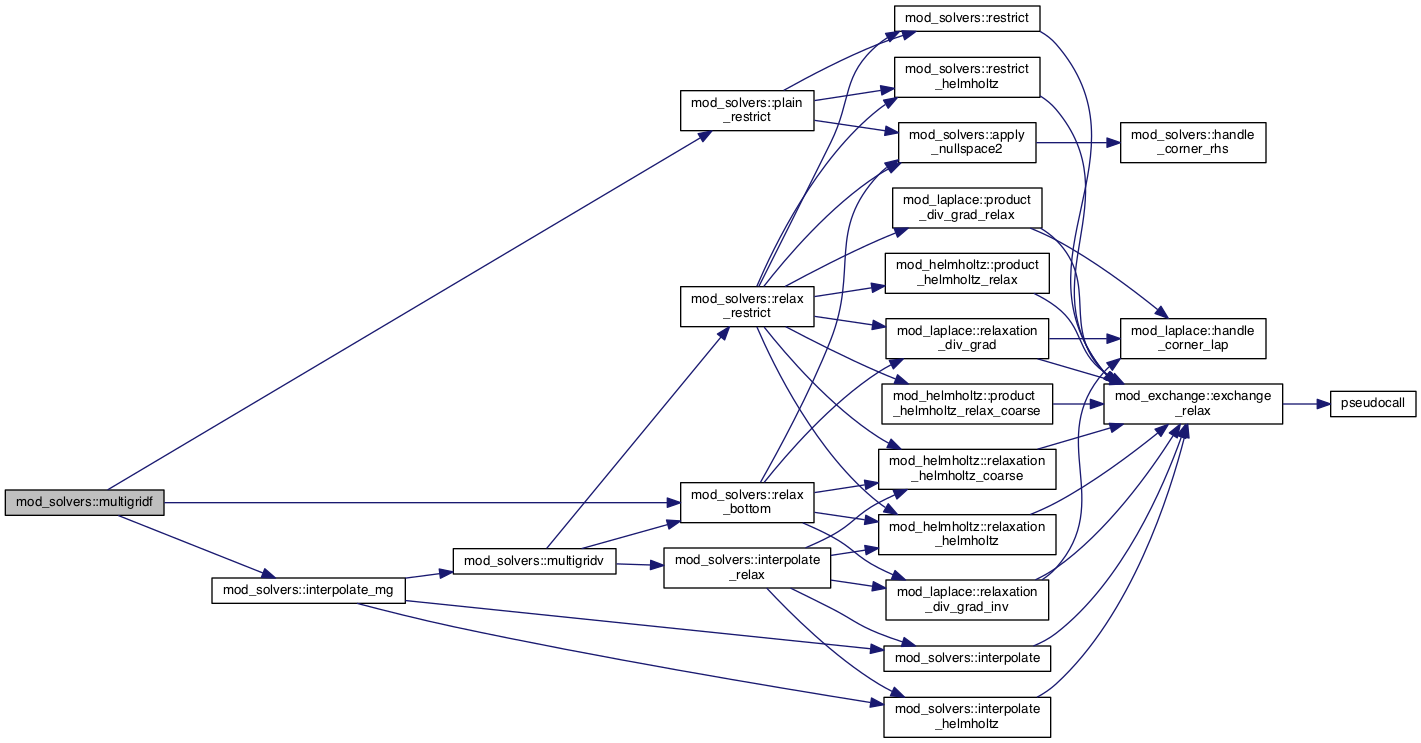 mod_solvers::multigridf
mod_solvers::interpolate_mg
mod_solvers::multigridv
mod_solvers::plain
_restrict
mod_solvers::relax
_restrict
mod_solvers::relax
_bottom
mod_solvers::interpolate
_relax
mod_solvers::restrict
mod_solvers::restrict
_helmholtz
mod_solvers::apply
_nullspace2
mod_laplace::product
_div_grad_relax
mod_helmholtz::product
_helmholtz_relax
mod_laplace::relaxation
_div_grad
mod_helmholtz::product
_helmholtz_relax_coarse
mod_helmholtz::relaxation
_helmholtz_coarse
mod_helmholtz::relaxation
_helmholtz
mod_laplace::relaxation
_div_grad_inv
mod_solvers::interpolate
mod_solvers::interpolate
_helmholtz
mod_solvers::handle
_corner_rhs
mod_laplace::handle
_corner_lap
mod_exchange::exchange
_relax
pseudocall